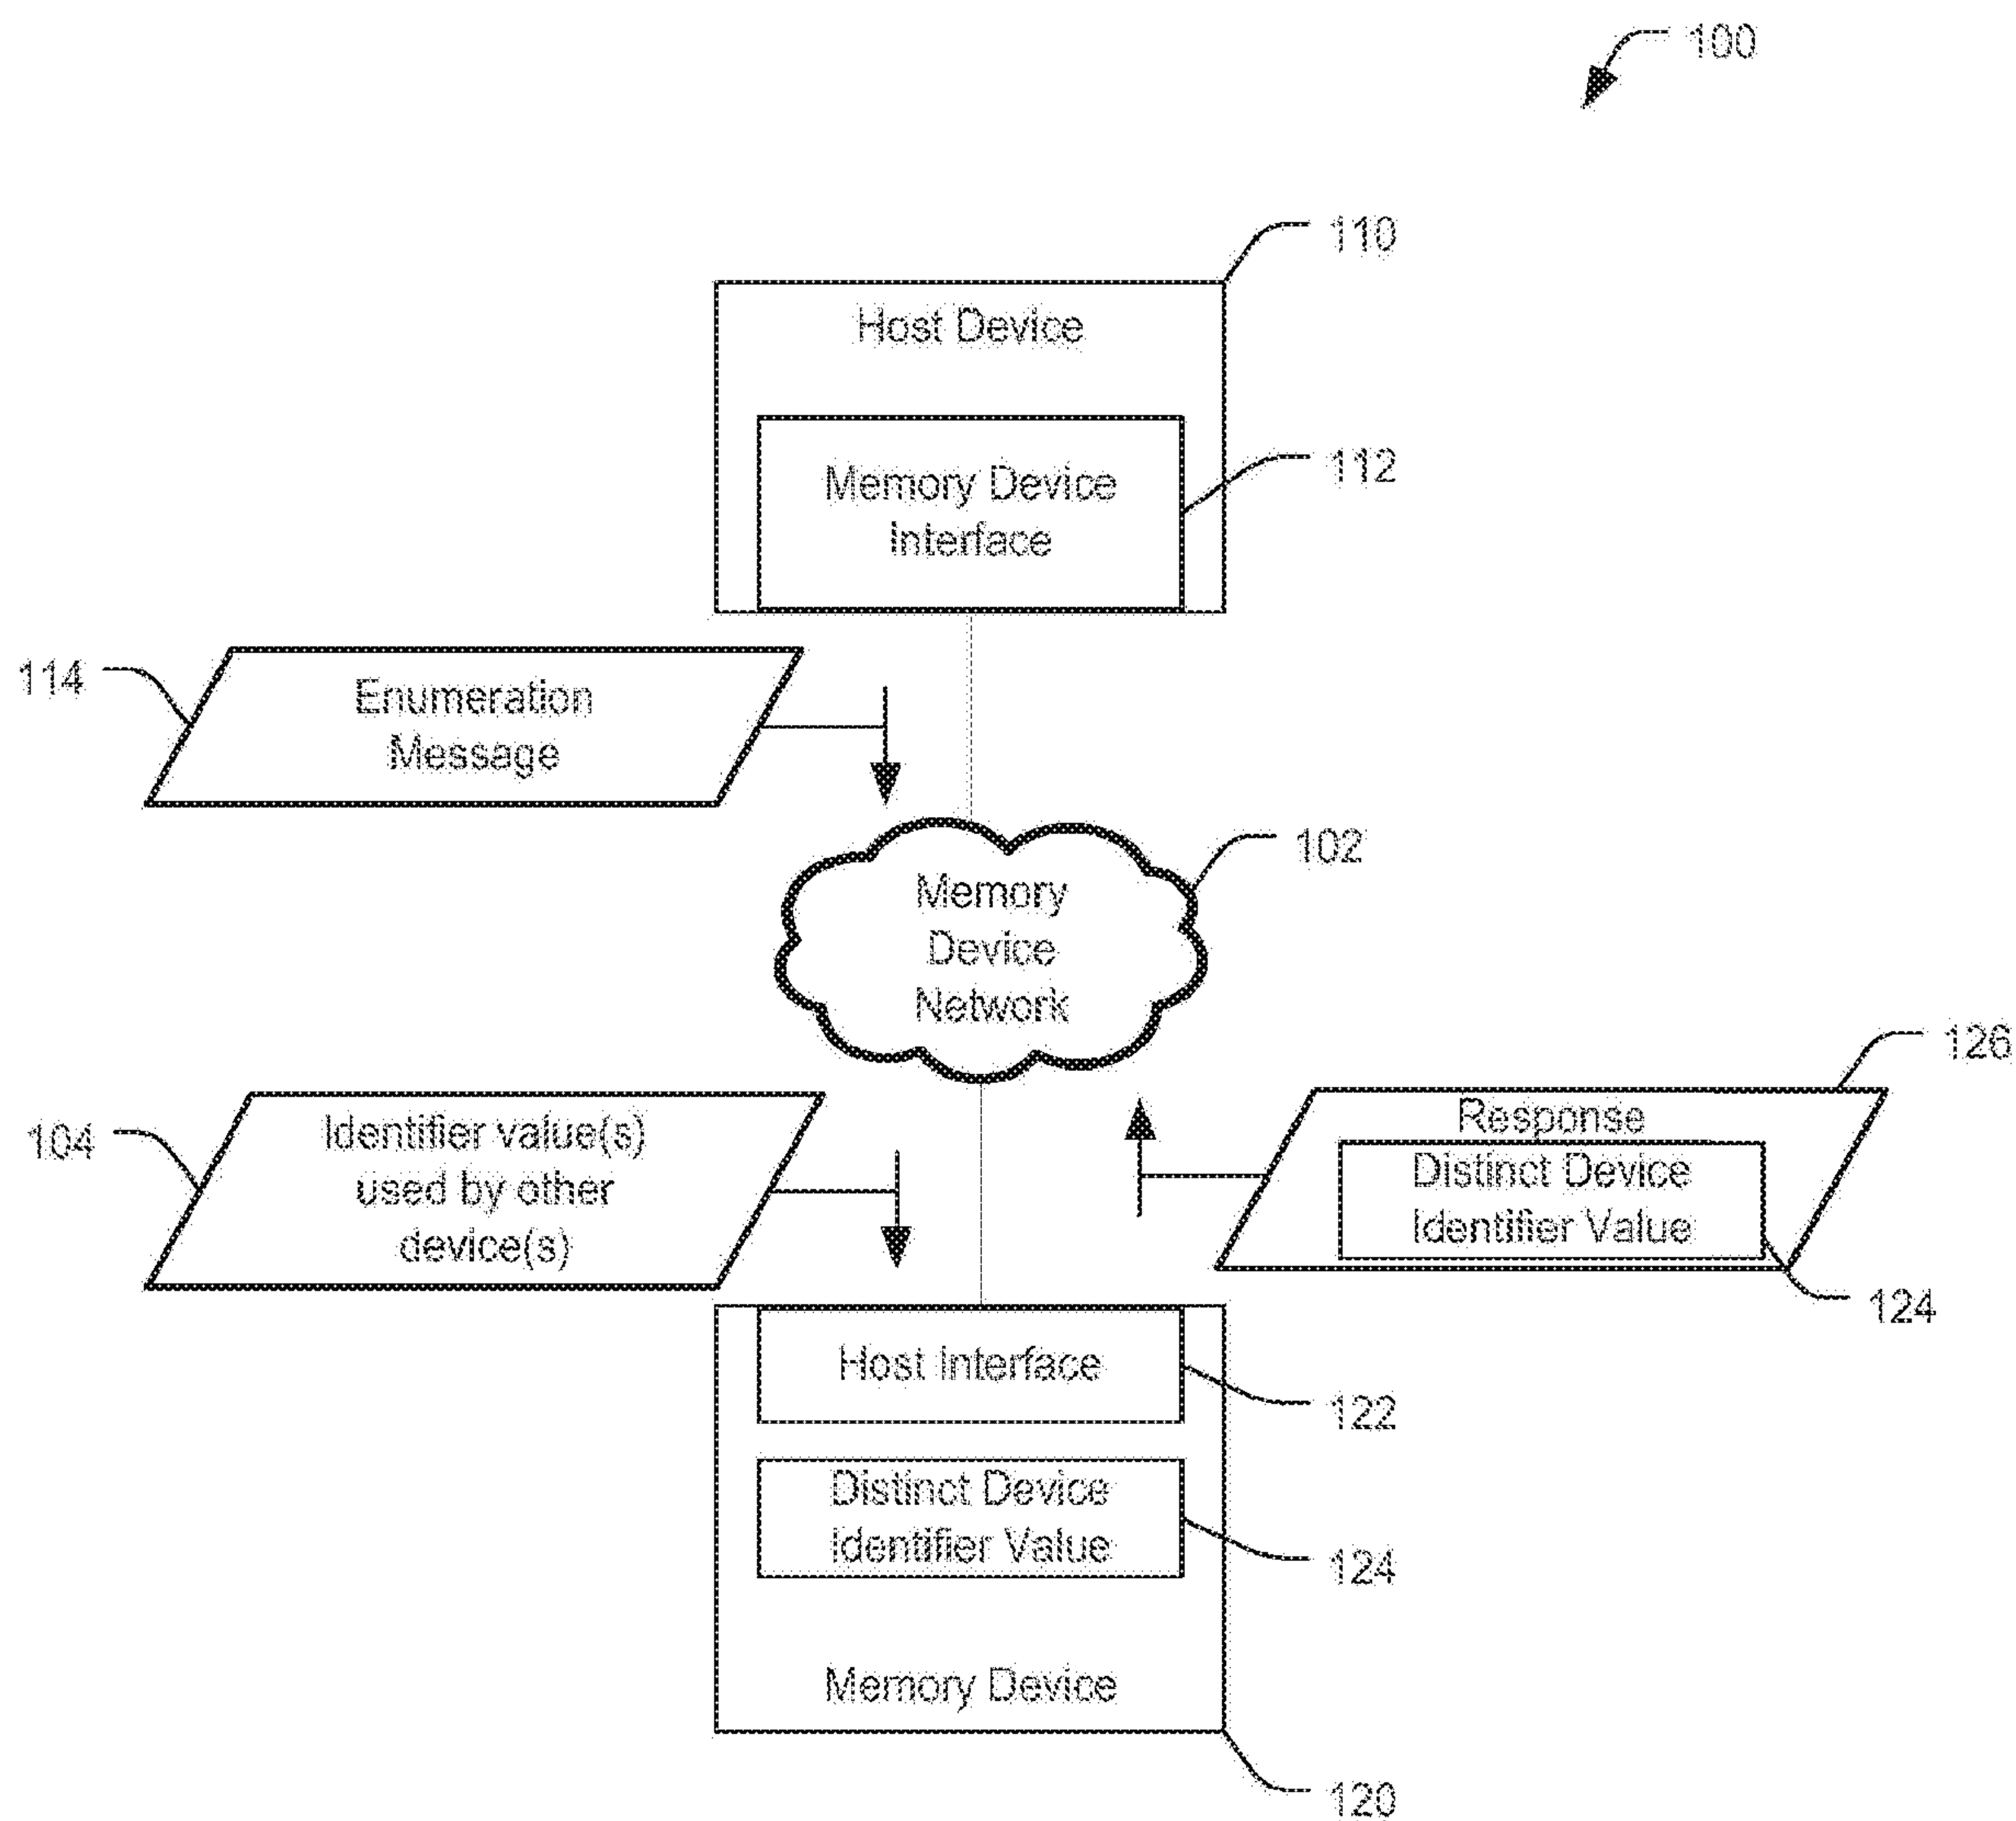 100
110
Host Device
Memory Device
Interface
112
114
Enumeration
Message
102
Memory
Device
Network
126
104
Identifier value(s)
used by other
device(s)
Response
Distinct Device
Identifier Value
124
Host Interface
122
Distinct Device
Identifier Value
124
Memory Device
120